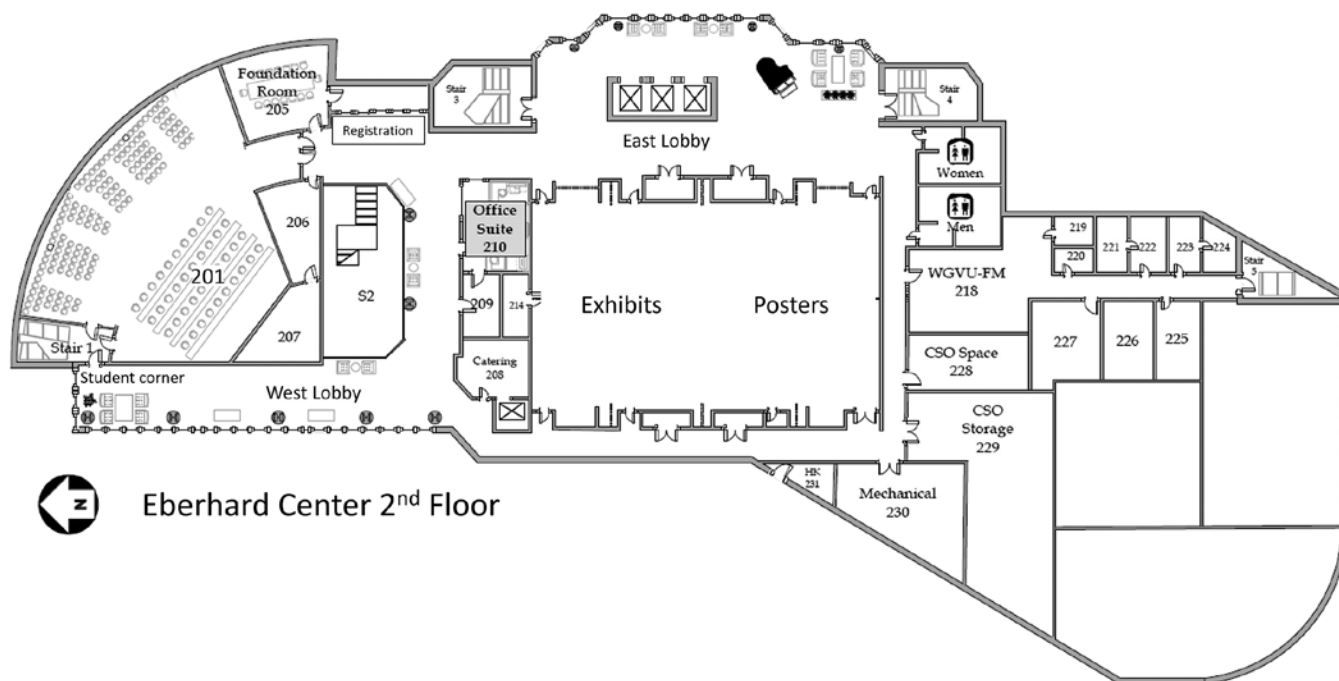 Foundation
Room
205
Registration
Stair
3
East Lobby
Stair
4
Women
Men
206
201
S2
207
Stair 1
Office
Suite
210
209
214
Catering
208
Exhibits
Posters
WGVU-FM
218
219
220
221
222
223
224
Stair
5
227
226
225
CSO Space
228
CSO
Storage
229
HK
231
Mechanical
230
Student corner
West Lobby
N
Eberhard Center 2nd Floor